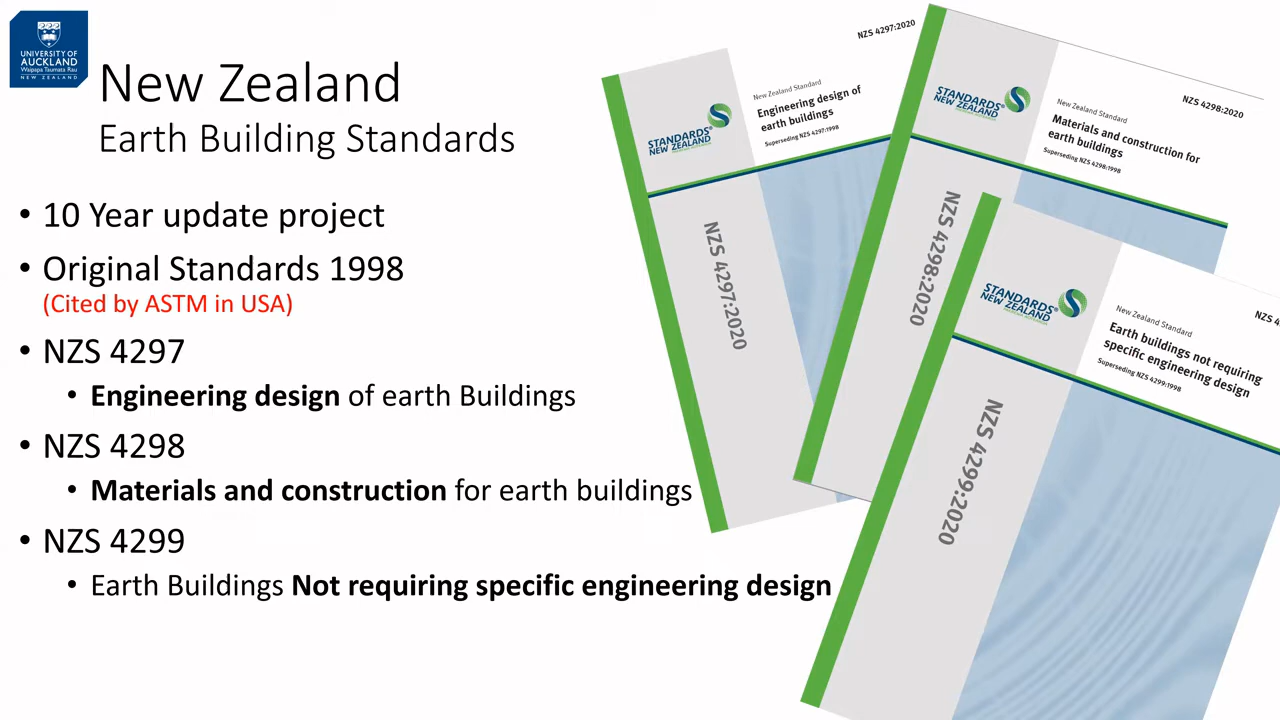 UNIVERSITY OF
AUCKLAND
Waipapa Taumata Rau
NEW ZEALAND
New Zealand
Earth Building Standards
• 10 Year update project
• Original Standards 1998
(Cited by ASTM in USA)
• NZS 4297
• Engineering design of earth Buildings
• NZS 4298
• Materials and construction for earth buildings
• NZS 4299
• Earth Buildings Not requiring specific engineering design
NZS 4297:2020
STANDARDS
NEW ZEALAND
New Zealand Standard
Engineering design of
earth buildings
Superseding NZS 4297:1998
NZS 4297:2020
NZS 4298:2020
STANDARDS
NEW ZEALAND
New Zealand Standard
Materials and construction for
earth buildings
Superseding NZS 4298:1998
NZS 4298:2020
NZS 4
STANDARDS
NEW ZEALAND
New Zealand Standard
Earth buildings not requiring
specific engineering design
Superseding NZS 4299:1998
NZS 4299:2020